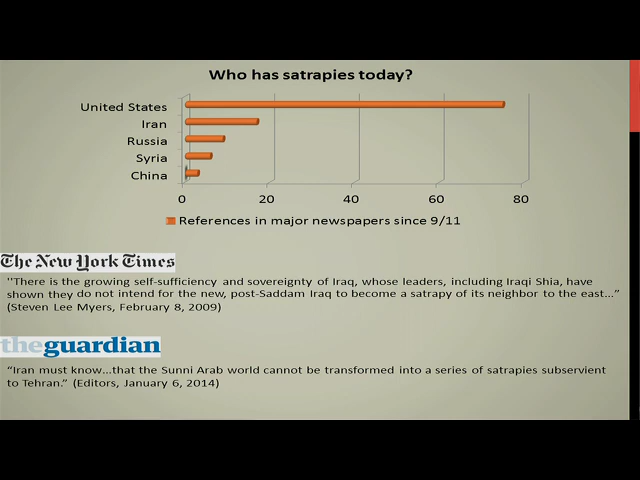 Who has satrapies today?
United States
Iran
Russia
Syria
China
0 20 40 60 80
References in major newspapers since 9/11
The New York Times
"There is the growing self-sufficiency and sovereignty of Iraq, whose leaders, including Iraqi Shia, have
shown they do not intend for the new, post-Saddam Iraq to become a satrapy of its neighbor to the east..."
(Steven Lee Myers, February 8, 2009)
theguardian
“Iran must know...that the Sunni Arab world cannot be transformed into a series of satrapies subservient
to Tehran.” (Editors, January 6, 2014)